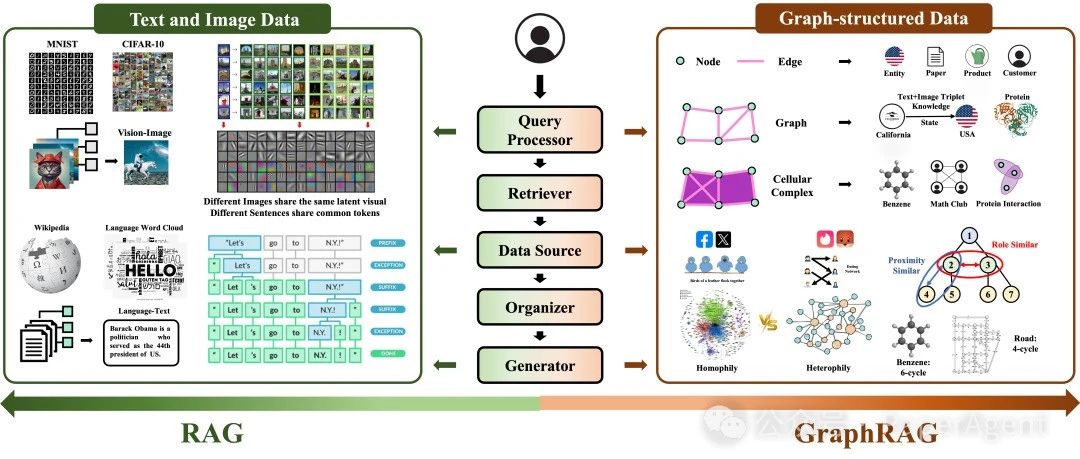 Text and Image Data
MNIST
CIFAR-10
Vision-Image
Different Images share the same latent visual
Different Sentences share common tokens
Wikipedia
Language Word Cloud
HELLO
hola
Language-Text
Barack Obama is a
politician who
served as the 44th
president of US.
"Let's go to N.Y.!" PREFIX
" Let's go to N.Y.!" EXCEPTION
" Let 's go to N.Y.!" SUFFIX
" Let 's go to N.Y.! " SUFFIX
" Let 's go to N.Y. ! " EXCEPTION
" Let 's go to N.Y. ! " DONE
Query
Processor
Retriever
Data Source
Organizer
Generator
Graph-structured Data
Node
Edge
Entity
Paper
Product
Customer
Graph
Text+Image Triplet
Knowledge
California
State
USA
Protein
Cellular
Complex
Benzene
Math Club
Protein Interaction
Birds of a feather flock together
Dating
Network
Proximity
Similar
Role Similar
1
2
3
4
5
6
7
VS
Homophily
Heterophily
Benzene:
6-cycle
Road:
4-cycle
RAG
GraphRAG